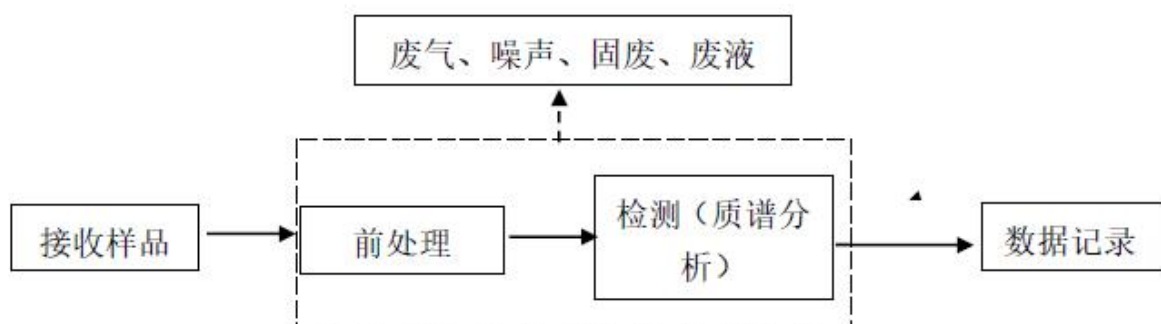 废气、噪声、固废、废液
接收样品
前处理
检测（质谱分
析）
数据记录